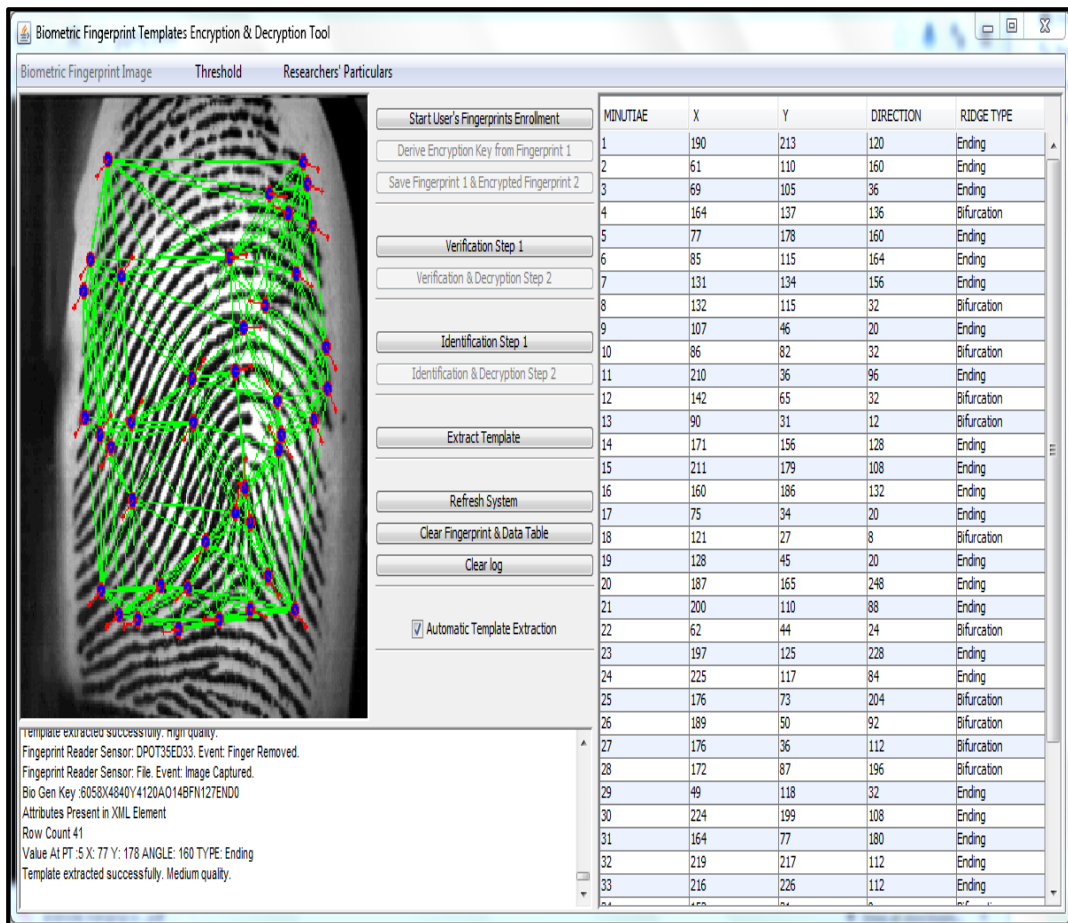 Biometric Fingerprint Templates Encryption & Decryption Tool
Biometric Fingerprint Image Threshold Researchers' Particulars
Start User's Fingerprints Enrollment
Derive Encryption Key from Fingerprint 1
Save Fingerprint 1 & Encrypted Fingerprint 2
Verification Step 1
Verification & Decryption Step 2
Identification Step 1
Identification & Decryption Step 2
Extract Template
Refresh System
Clear Fingerprint & Data Table
Clear log
Automatic Template Extraction
MINUTIAE X Y DIRECTION RIDGE TYPE
1 190 213 120 Ending
2 61 110 160 Ending
3 69 105 36 Ending
4 164 137 136 Bifurcation
5 77 178 160 Ending
6 85 115 164 Ending
7 131 134 156 Ending
8 132 115 32 Bifurcation
9 107 46 20 Ending
10 86 82 32 Bifurcation
11 210 36 96 Ending
12 142 65 32 Bifurcation
13 90 31 12 Bifurcation
14 171 156 128 Ending
15 211 179 108 Ending
16 160 186 132 Ending
17 75 34 20 Ending
18 121 27 8 Bifurcation
19 128 45 20 Ending
20 187 165 248 Ending
21 200 110 88 Ending
22 62 44 24 Bifurcation
23 197 125 228 Ending
24 225 117 84 Ending
25 176 73 204 Bifurcation
26 189 50 92 Bifurcation
27 176 36 112 Bifurcation
28 172 87 196 Bifurcation
29 49 118 32 Ending
30 224 199 108 Ending
31 164 77 180 Ending
32 219 217 112 Ending
33 216 226 112 Ending
Template extracted successfully. High quality.
Fingeprint Reader Sensor: DPOT35ED33. Event: Finger Removed.
Fingeprint Reader Sensor: File. Event: Image Captured.
Bio Gen Key :6058X4840Y4120AO14BFN127END0
Attributes Present in XML Element
Row Count 41
Value At PT :5 X: 77 Y: 178 ANGLE: 160 TYPE: Ending
Template extracted successfully. Medium quality.